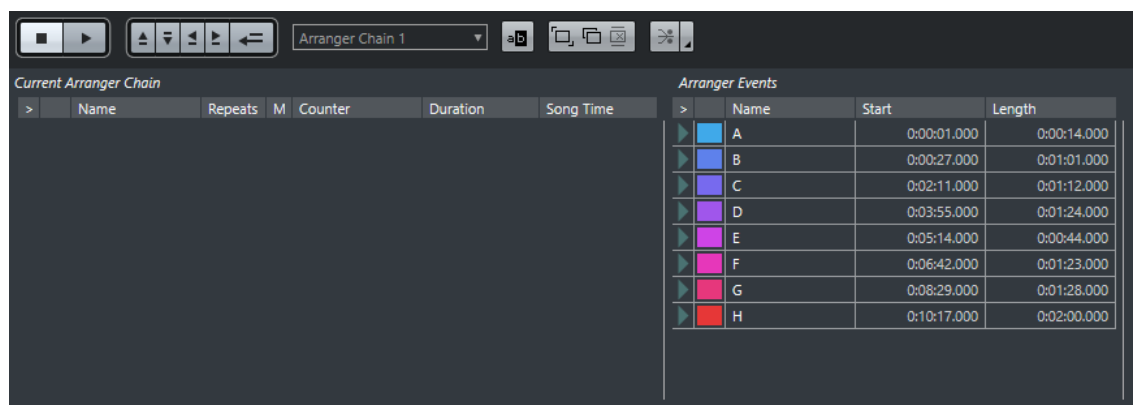 Arranger Chain 1 ab
Current Arranger Chain
Arranger Events
> Name Repeats M Counter Duration Song Time
> Name Start Length
A 0:00:01.000 0:00:14.000
B 0:00:27.000 0:01:01.000
C 0:02:11.000 0:01:12.000
D 0:03:55.000 0:01:24.000
E 0:05:14.000 0:00:44.000
F 0:06:42.000 0:01:23.000
G 0:08:29.000 0:01:28.000
H 0:10:17.000 0:02:00.000